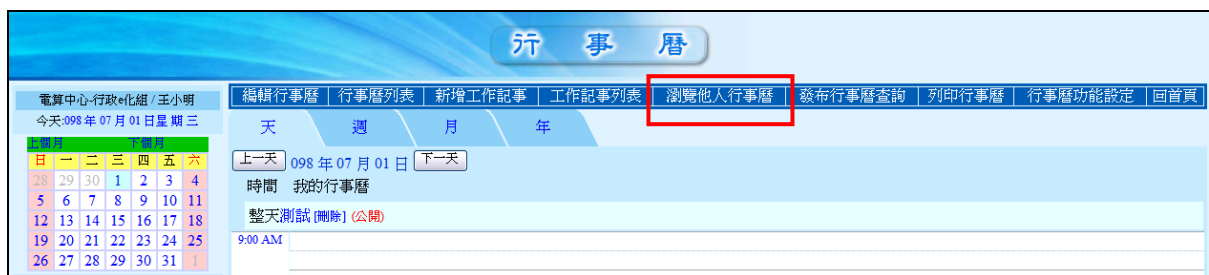 行 事 曆
電算中心-行政e化組 / 王小明
今天:098 年 07 月 01 日星 期 三
上個月 下個月
日 一 二 三 四 五 六
28 29 30 1 2 3 4
5 6 7 8 9 10 11
12 13 14 15 16 17 18
19 20 21 22 23 24 25
26 27 28 29 30 31 1
編輯行事曆 | 行事曆列表 | 新增工作記事 | 工作記事列表 | 瀏覽他人行事曆 | 發布行事曆查詢 | 列印行事曆 | 行事曆功能設定 | 回首頁
天 週 月 年
上一天 098 年 07 月 01 日 下一天
時間 我的行事曆
整天測試 [刪除] (公開)
9:00 AM